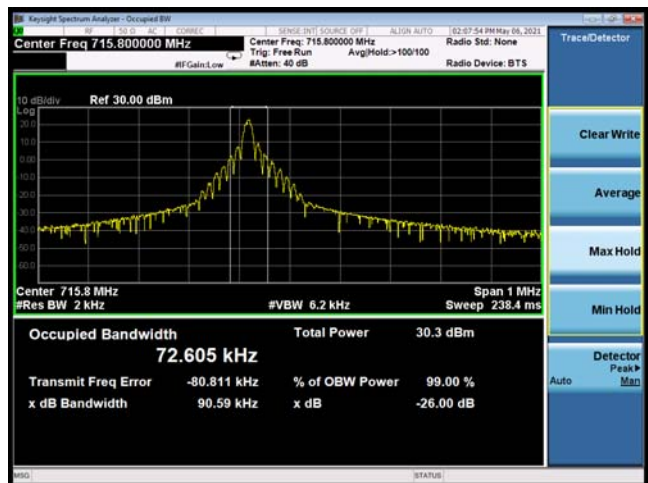 Keysight Spectrum Analyzer - Occupied BW
RF 50 Ω AC CORREC SENSE:INT SOURCE OFF ALIGN AUTO 02:07:54 PM May 06, 2021
Center Freq 715.800000 MHz
Center Freq: 715.800000 MHz
Radio Std: None
Trig: Free Run Avg|Hold:>100/100
#IFGain:Low
#Atten: 40 dB
Radio Device: BTS
Trace/Detector
10 dB/div Ref 30.00 dBm
Log
20.0
10.0
0.00
-10.0
-20.0
-30.0
-40.0
-50.0
-60.0
Center 715.8 MHz
Span 1 MHz
#Res BW 2 kHz
#VBW 6.2 kHz
Sweep 238.4 ms
Clear Write
Average
Max Hold
Min Hold
Detector
Peak▶
Auto Man
Occupied Bandwidth
72.605 kHz
Total Power 30.3 dBm
Transmit Freq Error -80.811 kHz
% of OBW Power 99.00 %
x dB Bandwidth 90.59 kHz
x dB -26.00 dB
MSG
STATUS